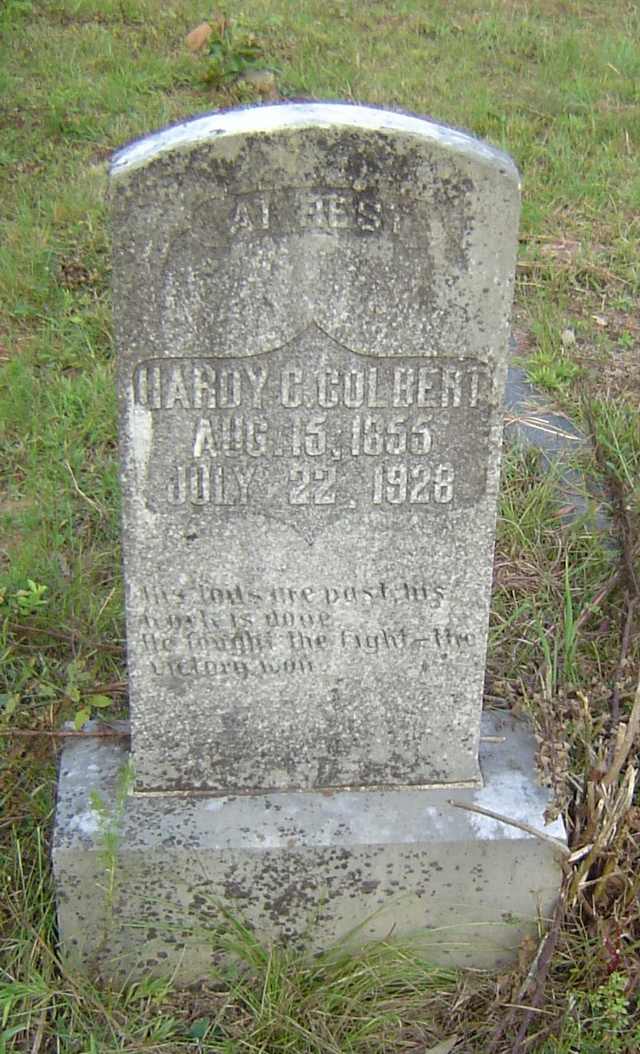 AT REST
HARDY C. COLBERT
AUG. 15, 1855
JULY 22, 1928
His toils are past, his
work is done
He fought the fight-the
victory won.